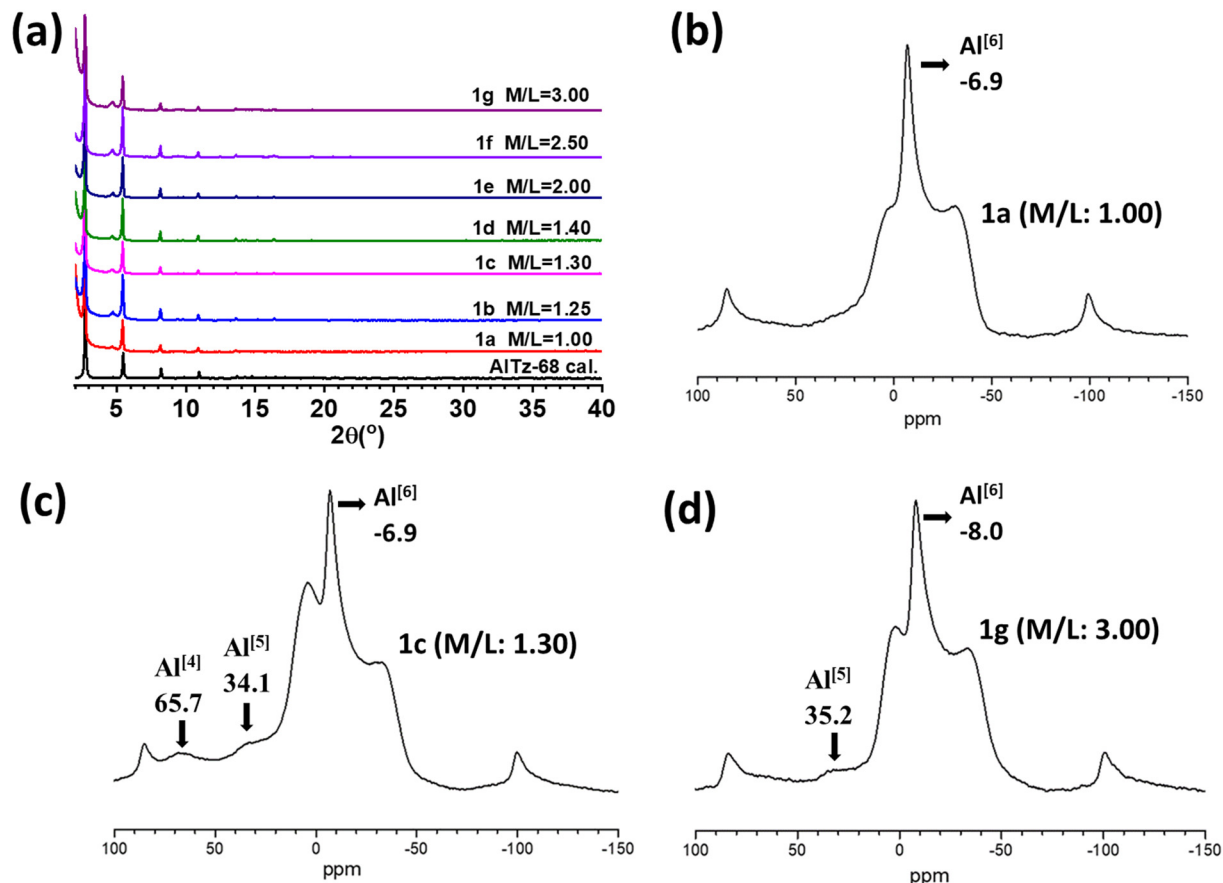 (a)
1g M/L=3.00
1f M/L=2.50
1e M/L=2.00
1d M/L=1.40
1c M/L=1.30
1b M/L=1.25
1a M/L=1.00
AlTz-68 cal.
5 10 15 20 25 30 35 40
2θ(°)
(b)
Al[6]
-6.9
1a (M/L: 1.00)
100 50 0 -50 -100 -150
ppm
(c)
Al[6]
-6.9
1c (M/L: 1.30)
Al[4]
65.7
Al[5]
34.1
100 50 0 -50 -100 -150
ppm
(d)
Al[6]
-8.0
1g (M/L: 3.00)
Al[5]
35.2
100 50 0 -50 -100 -150
ppm